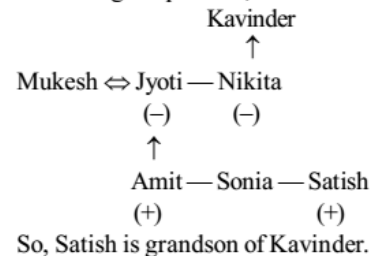 Kavinder
↑
Mukesh ⇔ Jyoti — Nikita
(–) (–)
↑
Amit — Sonia — Satish
(+) (+)
So, Satish is grandson of Kavinder.